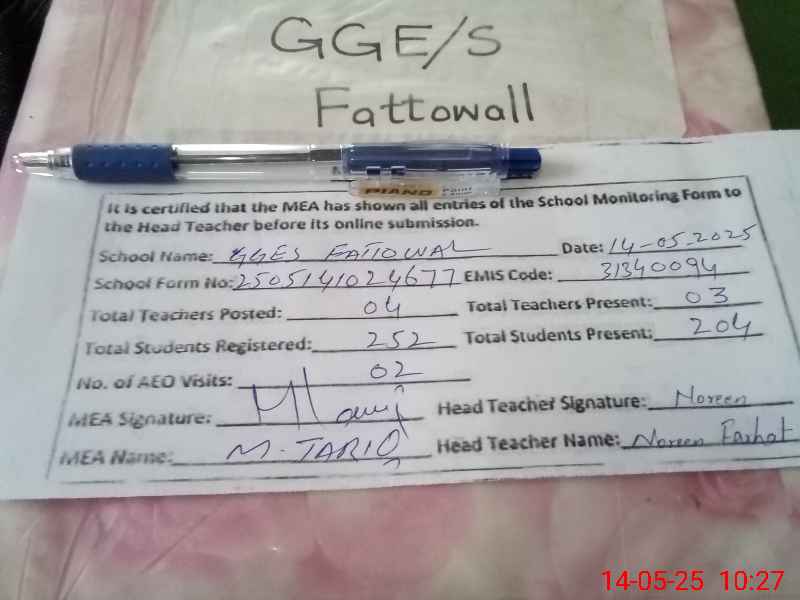 GGE/S
Fattowall
PIANO Point
It is certified that the MEA has shown all entries of the School Monitoring Form to
the Head Teacher before its online submission.
School Name: GGES FATTOWAL Date: 14-05-2025
School Form No: 2505141024677 EMIS Code: 31340094
Total Teachers Posted: 04 Total Teachers Present: 03
Total Students Registered: 252 Total Students Present: 204
No. of AEO Visits: 02
MEA Signature: Head Teacher Signature: Noreen
MEA Name: M. TARIQ Head Teacher Name: Noreen Farhat
14-05-25 10:27